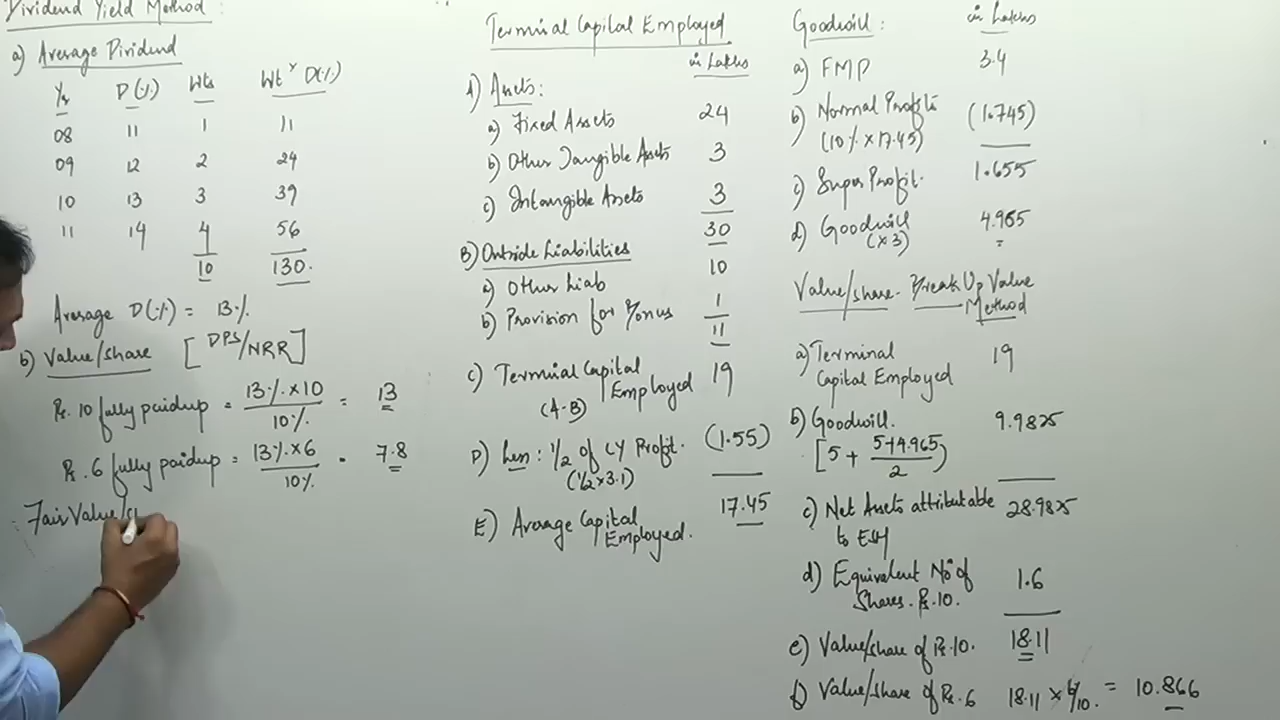 Dividend Yield Method:
a) Average Dividend
Yr D(%) Wts Wt × D(%)
08 11 1 11
09 12 2 24
10 13 3 39
11 14 4 56
10 130.
Average D(%) = 13%
b) Value/share [DPS/NRR]
Rs. 10 fully paidup = 13% × 10 / 10% = 13
Rs. 6 fully paidup = 13% × 6 / 10% = 7.8
Fair Value/s
Terminal Capital Employed
in Lakhs
A) Assets:
a) Fixed Assets 24
b) Other Tangible Assets 3
c) Intangible Assets 3
30
B) Outside Liabilities
a) Other Liab 10
b) Provision for Bonus 1
11
C) Terminal Capital Employed 19
(A-B)
D) Less: 1/2 of CY Profit. (1.55)
(1/2 × 3.1)
E) Average Capital Employed. 17.45
Goodwill: in Lakhs
a) FMP 3.4
b) Normal Profits (1.745)
(10% × 17.45)
c) Super Profit. 1.655
d) Goodwill 4.965
(×3)
Value/share - Break Up Value Method
a) Terminal Capital Employed 19
b) Goodwill. 9.9825
[5 + 5+4.965 / 2]
c) Net Assets attributable to ESH 28.9825
d) Equivalent No of Shares. Rs. 10. 1.6
e) Value/share of Rs. 10. 18.11
f) Value/share of Rs. 6 18.11 × 6/10. = 10.866